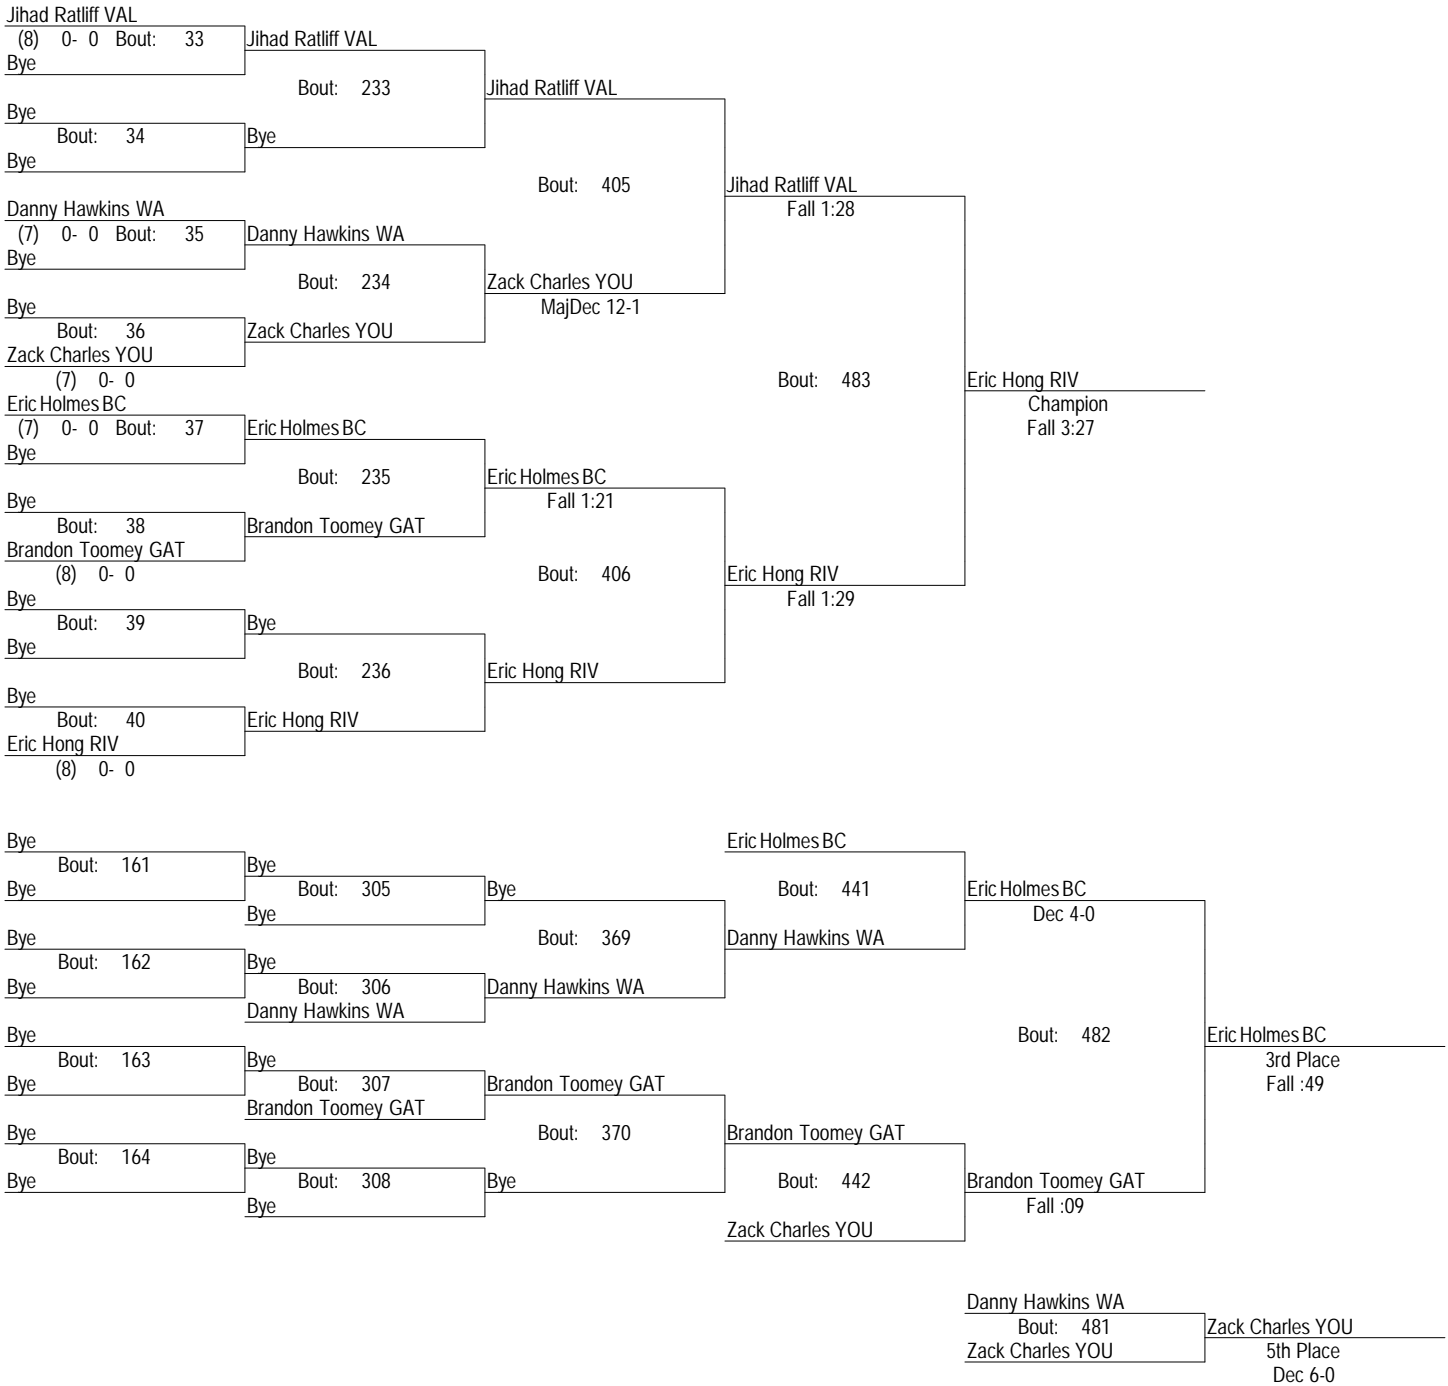 Jihad Ratliff VAL
(8) 0- 0 Bout: 33 Jihad Ratliff VAL
Bye
Bout: 233 Jihad Ratliff VAL
Bye
Bout: 34 Bye
Bye
Bout: 405 Jihad Ratliff VAL
Danny Hawkins WA Fall 1:28
(7) 0- 0 Bout: 35 Danny Hawkins WA
Bye
Bout: 234 Zack Charles YOU
Bye MajDec 12-1
Bout: 36 Zack Charles YOU
Zack Charles YOU
(7) 0- 0 Bout: 483 Eric Hong RIV
Eric Holmes BC Champion
(7) 0- 0 Bout: 37 Eric Holmes BC Fall 3:27
Bye
Bout: 235 Eric Holmes BC
Bye Fall 1:21
Bout: 38 Brandon Toomey GAT
Brandon Toomey GAT
(8) 0- 0 Bout: 406 Eric Hong RIV
Bye Fall 1:29
Bout: 39 Bye
Bye
Bout: 236 Eric Hong RIV
Bye
Bout: 40 Eric Hong RIV
Eric Hong RIV
(8) 0- 0
Bye Eric Holmes BC
Bout: 161 Bye
Bye Bout: 305 Bye Bout: 441 Eric Holmes BC
Bye Dec 4-0
Bye Bout: 369 Danny Hawkins WA
Bout: 162 Bye
Bye Bout: 306 Danny Hawkins WA
Danny Hawkins WA
Bye Bout: 482 Eric Holmes BC
Bout: 163 Bye 3rd Place
Bye Bout: 307 Brandon Toomey GAT Fall :49
Brandon Toomey GAT
Bye Bout: 370 Brandon Toomey GAT
Bout: 164 Bye
Bye Bout: 308 Bye Bout: 442 Brandon Toomey GAT
Bye Fall :09
Zack Charles YOU
Danny Hawkins WA
Bout: 481 Zack Charles YOU
Zack Charles YOU 5th Place
Dec 6-0